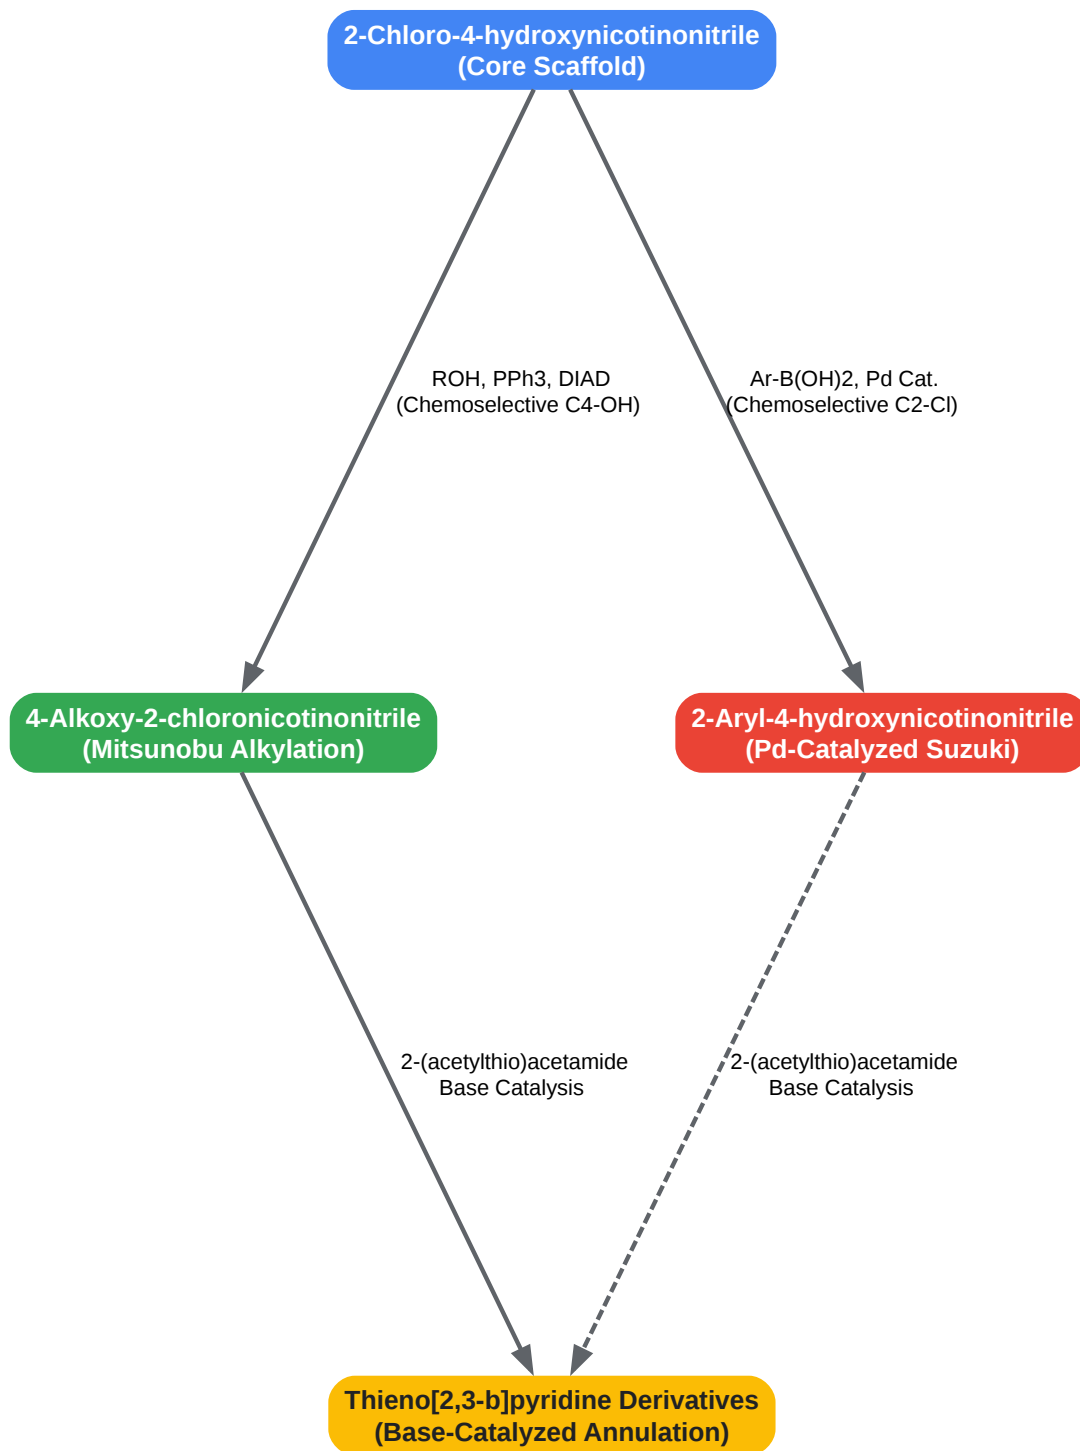 2-Chloro-4-hydroxynicotinonitrile
(Core Scaffold)
ROH, PPh3, DIAD
(Chemoselective C4-OH)
Ar-B(OH)2, Pd Cat.
(Chemoselective C2-Cl)
4-Alkoxy-2-chloronicotinonitrile
(Mitsunobu Alkylation)
2-Aryl-4-hydroxynicotinonitrile
(Pd-Catalyzed Suzuki)
2-(acetylthio)acetamide
Base Catalysis
2-(acetylthio)acetamide
Base Catalysis
Thieno[2,3-b]pyridine Derivatives
(Base-Catalyzed Annulation)